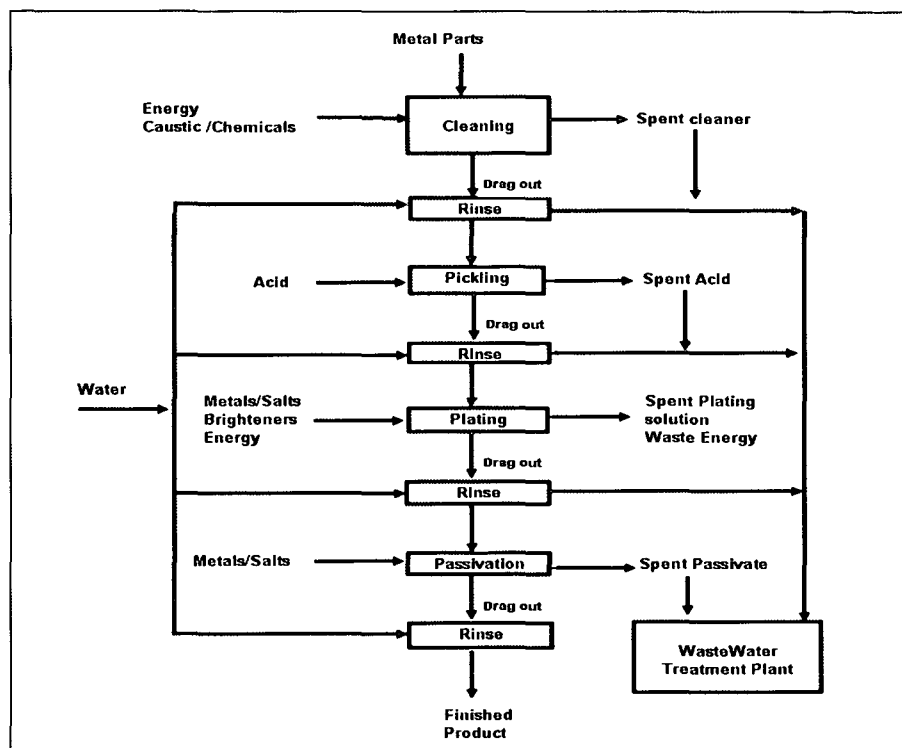 Metal Parts
Energy
Caustic /Chemicals
Cleaning
Spent cleaner
Drag out
Rinse
Acid
Pickling
Spent Acid
Drag out
Rinse
Water
Metals/Salts
Brighteners
Energy
Plating
Spent Plating
solution
Waste Energy
Drag out
Rinse
Metals/Salts
Passivation
Spent Passivate
Drag out
Rinse
WasteWater
Treatment Plant
Finished
Product